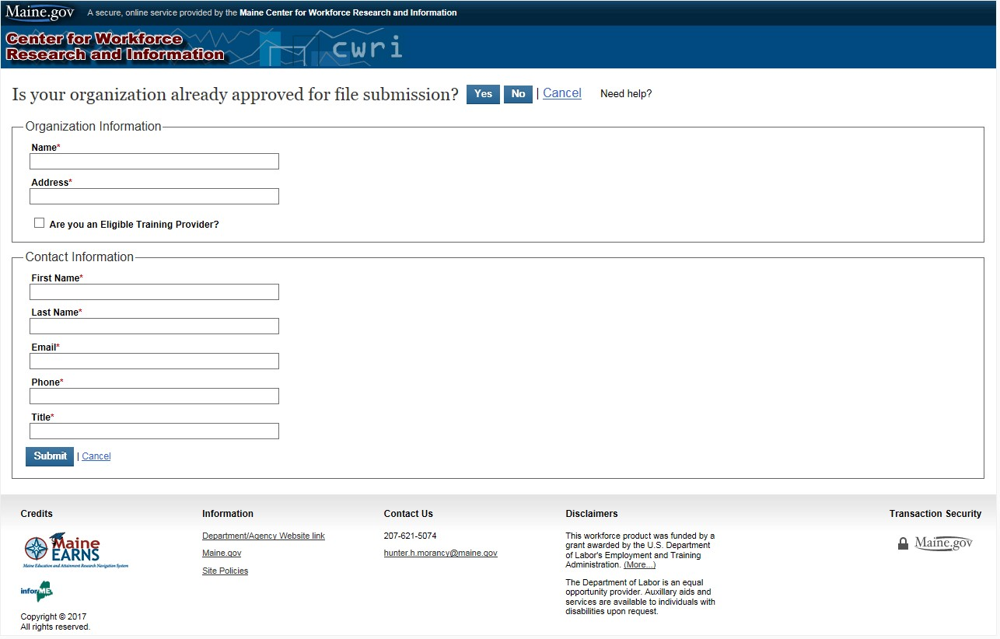 Maine.gov A secure, online service provided by the Maine Center for Workforce Research and Information
Center for Workforce
Research and Information
cwri
Is your organization already approved for file submission? Yes No | Cancel Need help?
Organization Information
Name*
Address*
Are you an Eligible Training Provider?
Contact Information
First Name*
Last Name*
Email*
Phone*
Title*
Submit | Cancel
Credits
Maine
EARNS
Maine Education and Attainment Research Navigation System
inforME
Copyright © 2017
All rights reserved.
Information
Department/Agency Website link
Maine.gov
Site Policies
Contact Us
207-621-5074
hunter.h.morancy@maine.gov
Disclaimers
This workforce product was funded by a
grant awarded by the U.S. Department
of Labor's Employment and Training
Administration. (More...)
The Department of Labor is an equal
opportunity provider. Auxillary aids and
services are available to individuals with
disabilities upon request.
Transaction Security
Maine.gov